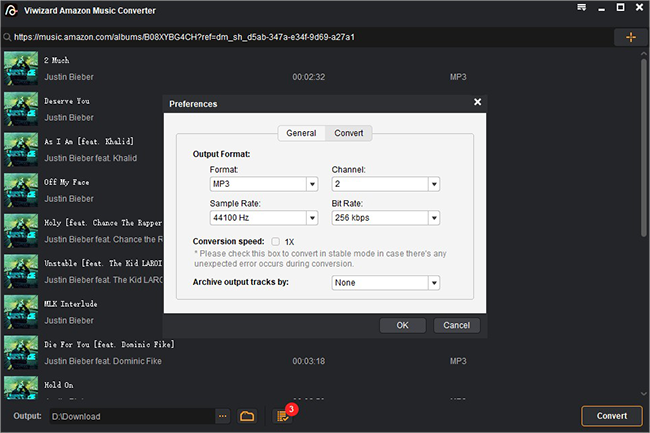 Viwizard Amazon Music Converter
https://music.amazon.com/albums/B08XYBG4CH?ref=dm_sh_d5ab-347a-e34f-9d69-a27a1
2 Much
Justin Bieber 00:02:32 MP3
Deserve You
Justin Bieber
As I Am [feat. Khalid]
Justin Bieber feat. Khalid
Off My Face
Justin Bieber
Holy [feat. Chance The Rapper
Justin Bieber feat. Chance the R
Unstable [feat. The Kid LAROI
Justin Bieber feat. The Kid LARO
MLK Interlude
Justin Bieber
Die For You [feat. Dominic Fike]
Justin Bieber feat. Dominic Fike 00:03:18 MP3
Hold On
Preferences
General Convert
Output Format:
Format: Channel:
MP3 2
Sample Rate: Bit Rate:
44100 Hz 256 kbps
Conversion speed: 1X
* Please check this box to convert in stable mode in case there's any
unexpected error occurs during conversion.
Archive output tracks by: None
OK Cancel
Output: D:\Download ... 3 Convert